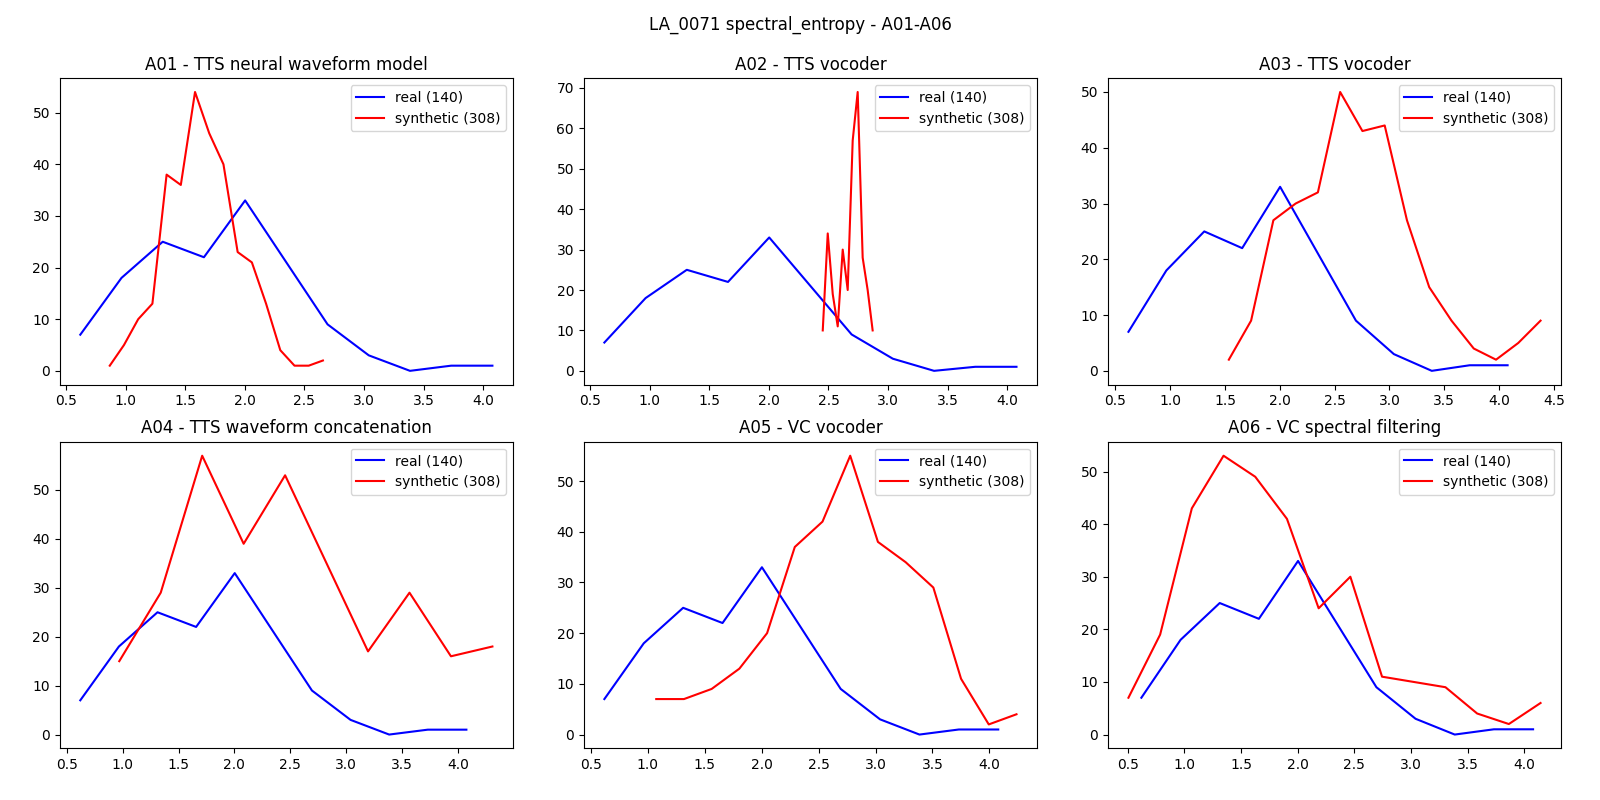 LA_0071 spectral_entropy - A01-A06
A01 - TTS neural waveform model
real (140)
synthetic (308)
50
40
30
20
10
0
0.5 1.0 1.5 2.0 2.5 3.0 3.5 4.0
A02 - TTS vocoder
real (140)
synthetic (308)
70
60
50
40
30
20
10
0
0.5 1.0 1.5 2.0 2.5 3.0 3.5 4.0
A03 - TTS vocoder
real (140)
synthetic (308)
50
40
30
20
10
0
0.5 1.0 1.5 2.0 2.5 3.0 3.5 4.0 4.5
A04 - TTS waveform concatenation
real (140)
synthetic (308)
50
40
30
20
10
0
0.5 1.0 1.5 2.0 2.5 3.0 3.5 4.0
A05 - VC vocoder
real (140)
synthetic (308)
50
40
30
20
10
0
0.5 1.0 1.5 2.0 2.5 3.0 3.5 4.0
A06 - VC spectral filtering
real (140)
synthetic (308)
50
40
30
20
10
0
0.5 1.0 1.5 2.0 2.5 3.0 3.5 4.0